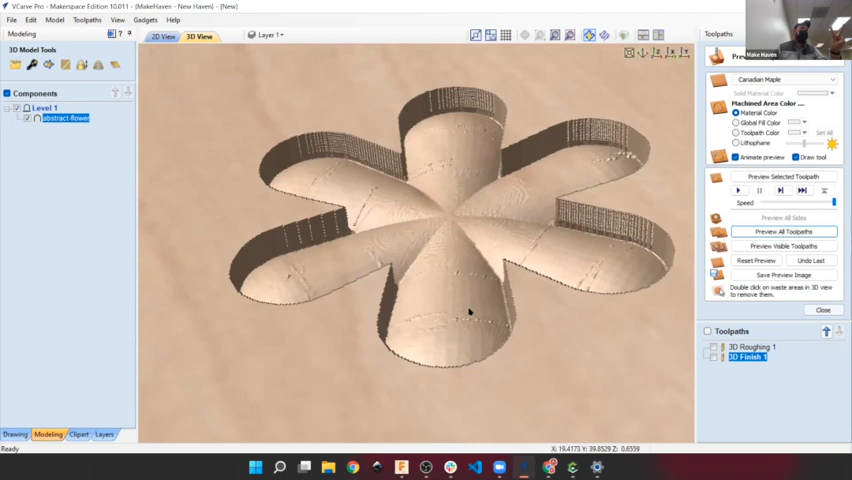 VCarve Pro - Makerspace Edition 10.011 - {MakeHaven - New Haven} - [New]
File Edit Model Toolpaths View Gadgets Help
Modeling
2D View
3D View
Layer 1
Toolpaths
Make Haven
3D Model Tools
Components
Level 1
abstract-flower
Canadian Maple
Solid Material Color
Machined Area Color
Material Color
Global Fill Color
Toolpath Color
Set All
Lithophane
Animate preview
Draw tool
Preview Selected Toolpath
Speed
Preview All Sides
Preview All Toolpaths
Preview Visible Toolpaths
Reset Preview
Undo Last
Save Preview Image
Double click on waste areas in 3D view
to remove them.
Close
Toolpaths
3D Roughing 1
3D Finish 1
Drawing Modeling Clipart Layers
Ready
X: 19.4173 Y: 39.8529 Z: 0.6559